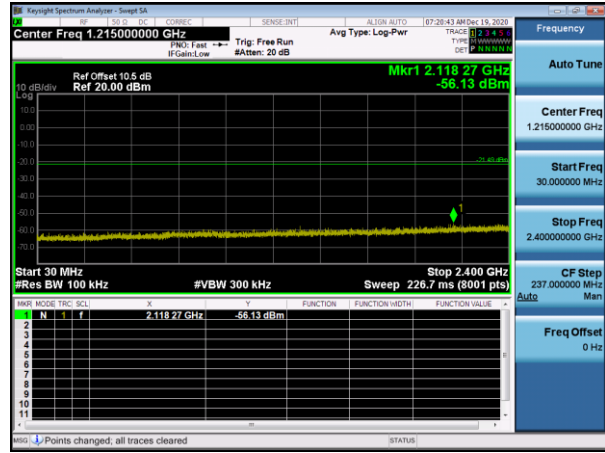 Keysight Spectrum Analyzer - Swept SA
RF 50 Ω DC CORREC SENSE:INT ALIGN AUTO 07:20:43 AM Dec 19, 2020
Center Freq 1.215000000 GHz
PNO: Fast
IFGain:Low
Trig: Free Run
#Atten: 20 dB
Avg Type: Log-Pwr
TRACE 1 2 3 4 5 6
TYPE M WWWWW
DET P N N N N N
Frequency
Auto Tune
Center Freq
1.215000000 GHz
Start Freq
30.000000 MHz
Stop Freq
2.400000000 GHz
CF Step
237.000000 MHz
Auto Man
Freq Offset
0 Hz
Mkr1 2.118 27 GHz
-56.13 dBm
Ref Offset 10.5 dB
10 dB/div Ref 20.00 dBm
Log
10.0
0.00
-10.0
-20.0
-30.0
-40.0
-50.0
-60.0
-70.0
1
Start 30 MHz Stop 2.400 GHz
#Res BW 100 kHz #VBW 300 kHz Sweep 226.7 ms (8001 pts)
MKR MODE TRC SCL X Y FUNCTION FUNCTION WIDTH FUNCTION VALUE
1 N 1 f 2.118 27 GHz -56.13 dBm
2
3
4
5
6
7
8
9
10
11
MSG Points changed; all traces cleared STATUS